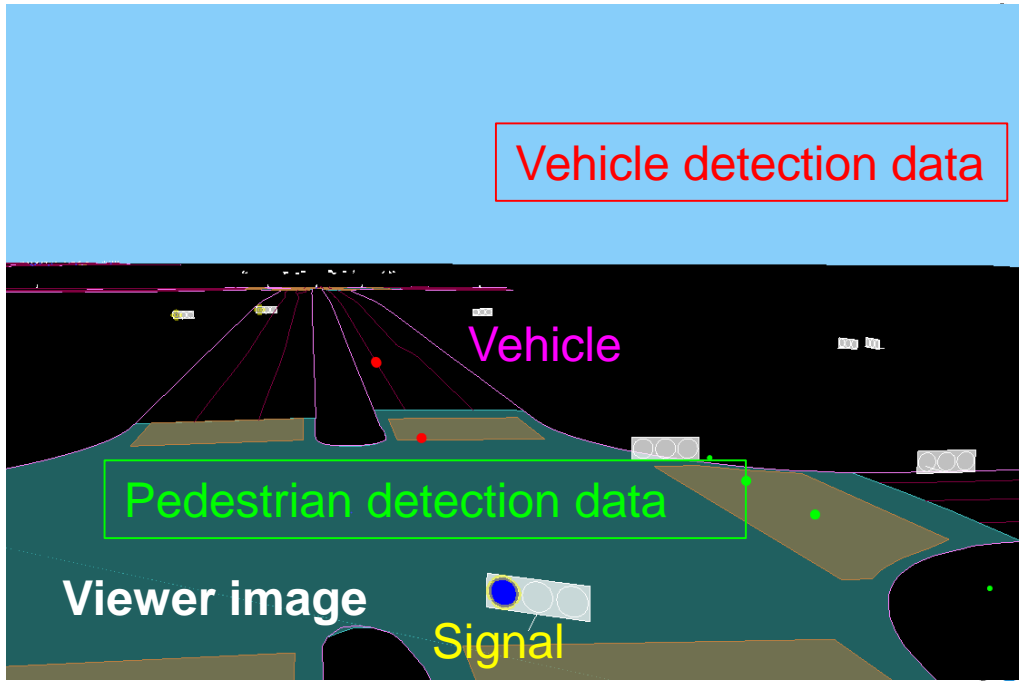 Vehicle detection data
Vehicle
Pedestrian detection data
Viewer image
Signal